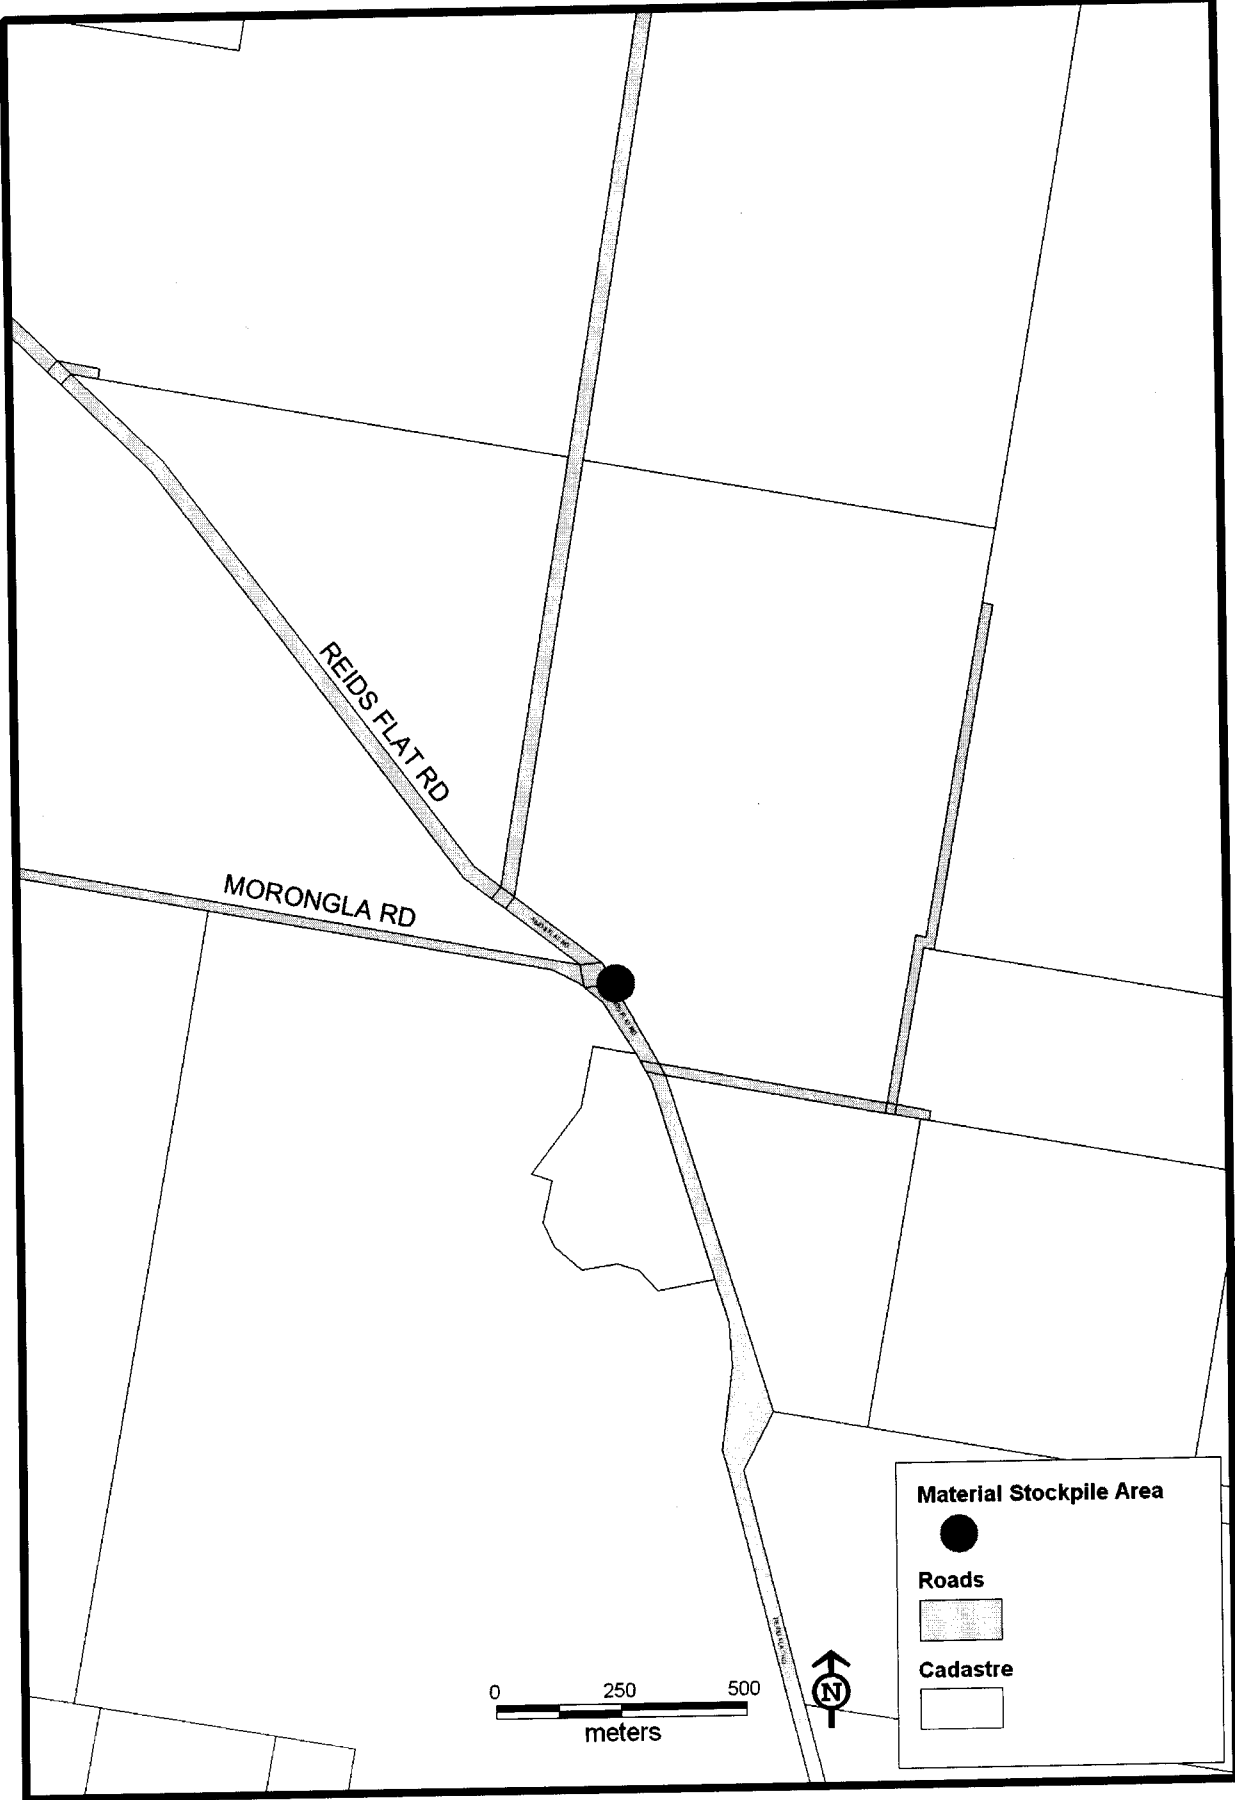 REIDS FLAT RD
MORONGLA RD
Material Stockpile Area
Roads
Cadastre
0 250 500
meters
N